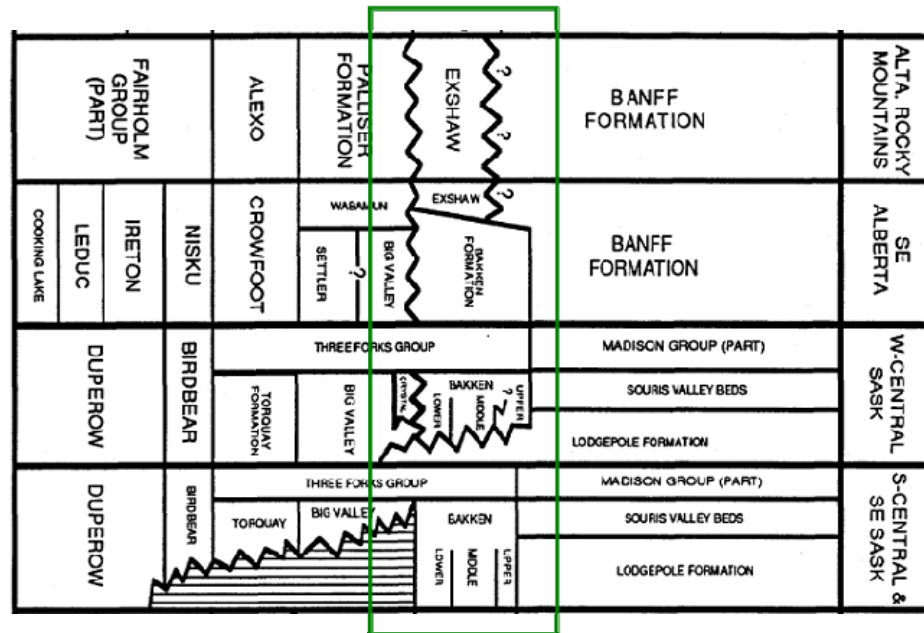 FAIRHOLM
GROUP
(PART)
ALEXO
PALLISER
FORMATION
EXSHAW
?
?
?
BANFF
FORMATION
ALTA. ROCKY
MOUNTAINS
COOKING LAKE
LEDUC
IRETON
NISKU
CROWFOOT
WABAMUN
SETTLER
?
BIG VALLEY
EXSHAW
BAKKEN
FORMATION
BANFF
FORMATION
SE
ALBERTA
DUPEROW
BIRDBEAR
THREE FORKS GROUP
TORQUAY
FORMATION
BIG VALLEY
CRYSTAL
BAKKEN
LOWER
MIDDLE
?
UPPER
MADISON GROUP (PART)
SOURIS VALLEY BEDS
LODGEPOLE FORMATION
W-CENTRAL
SASK
DUPEROW
BIRDBEAR
THREE FORKS GROUP
TORQUAY
BIG VALLEY
BAKKEN
LOWER
MIDDLE
UPPER
MADISON GROUP (PART)
SOURIS VALLEY BEDS
LODGEPOLE FORMATION
S-CENTRAL &
SE SASK